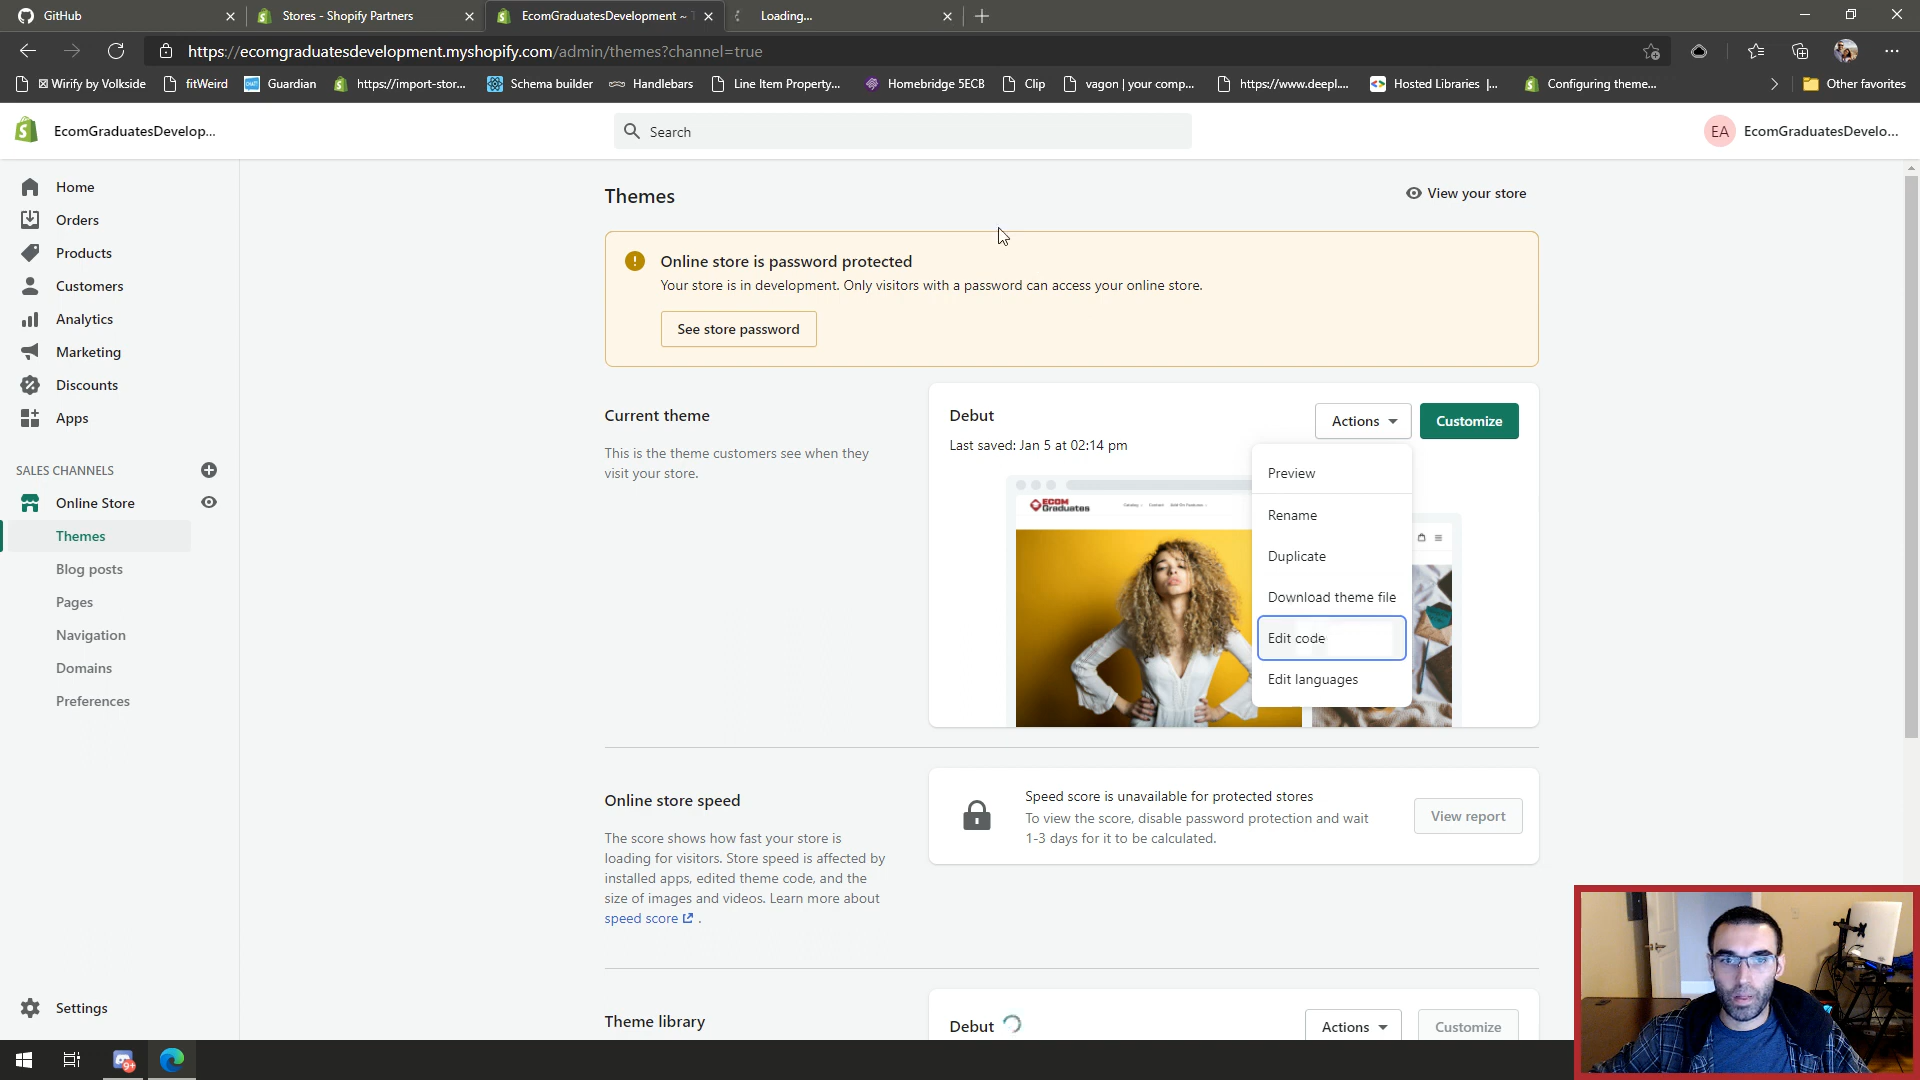 GitHub
Stores - Shopify Partners
EcomGraduatesDevelopment ~ T
Loading...
https://ecomgraduatesdevelopment.myshopify.com/admin/themes?channel=true
Wirify by Volkside
fitWeird
Guardian
https://import-stor...
Schema builder
Handlebars
Line Item Property...
Homebridge 5ECB
Clip
vagon | your comp...
https://www.deepl....
Hosted Libraries |...
Configuring theme...
Other favorites
EcomGraduatesDevelop...
Search
EA
EcomGraduatesDevelo...
Home
Orders
Products
Customers
Analytics
Marketing
Discounts
Apps
SALES CHANNELS
Online Store
Themes
Blog posts
Pages
Navigation
Domains
Preferences
Settings
Themes
View your store
Online store is password protected
Your store is in development. Only visitors with a password can access your online store.
See store password
Current theme
This is the theme customers see when they
visit your store.
Debut
Last saved: Jan 5 at 02:14 pm
Actions
Customize
Preview
Rename
Duplicate
Download theme file
Edit code
Edit languages
ECOM
Graduates
Catalog
Contact
Add On Features
Online store speed
The score shows how fast your store is
loading for visitors. Store speed is affected by
installed apps, edited theme code, and the
size of images and videos. Learn more about
speed score .
Speed score is unavailable for protected stores
To view the score, disable password protection and wait
1-3 days for it to be calculated.
View report
Theme library
Debut
Actions
Customize
9+